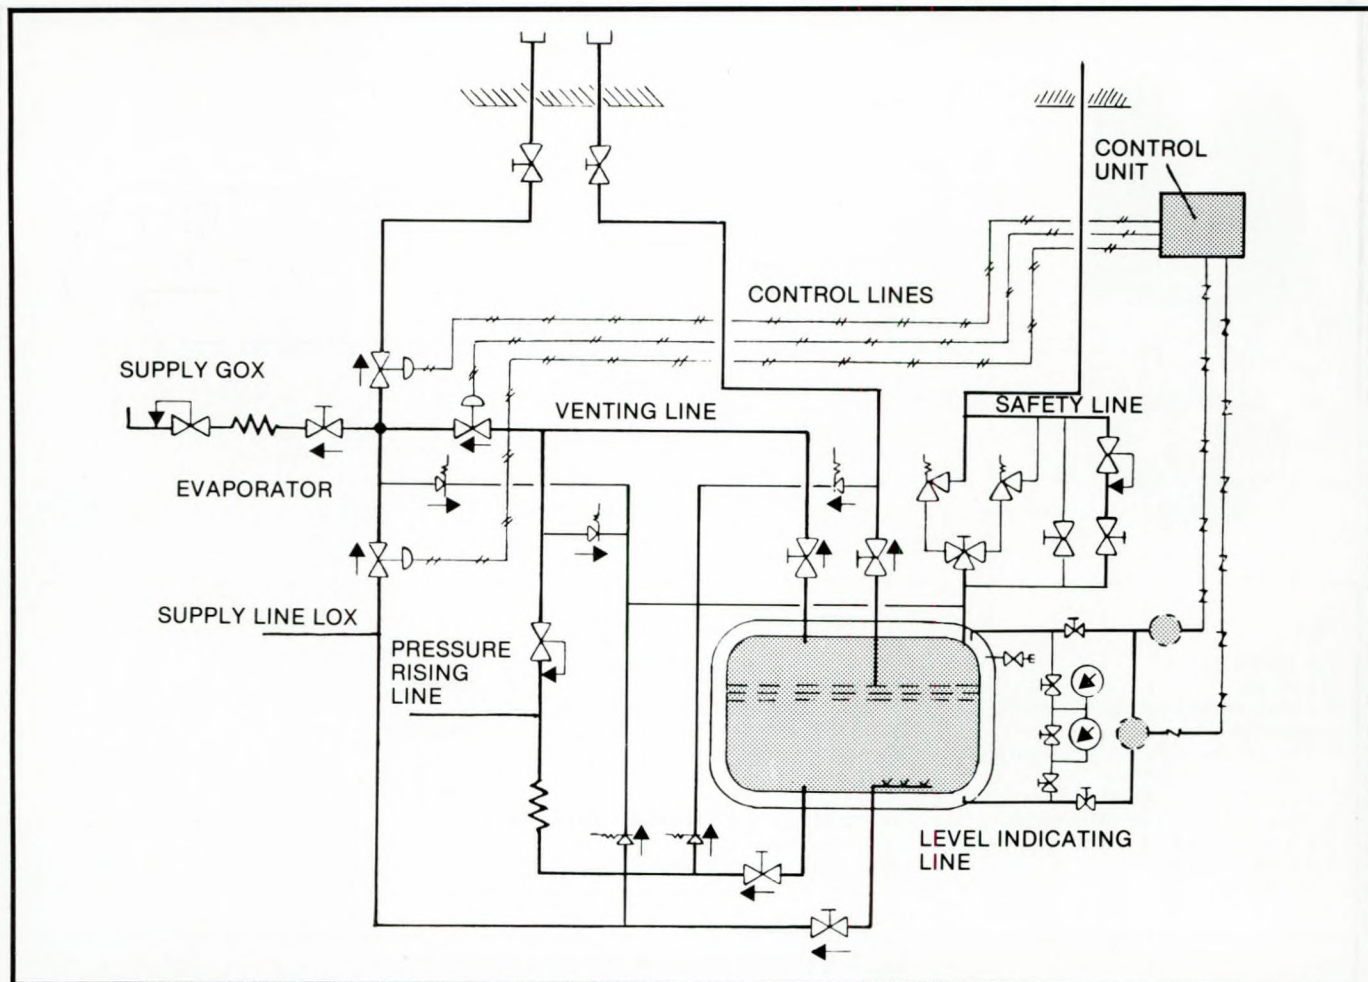 CONTROL
UNIT
CONTROL LINES
SUPPLY GOX
VENTING LINE
SAFETY LINE
EVAPORATOR
SUPPLY LINE LOX
PRESSURE
RISING
LINE
LEVEL INDICATING
LINE